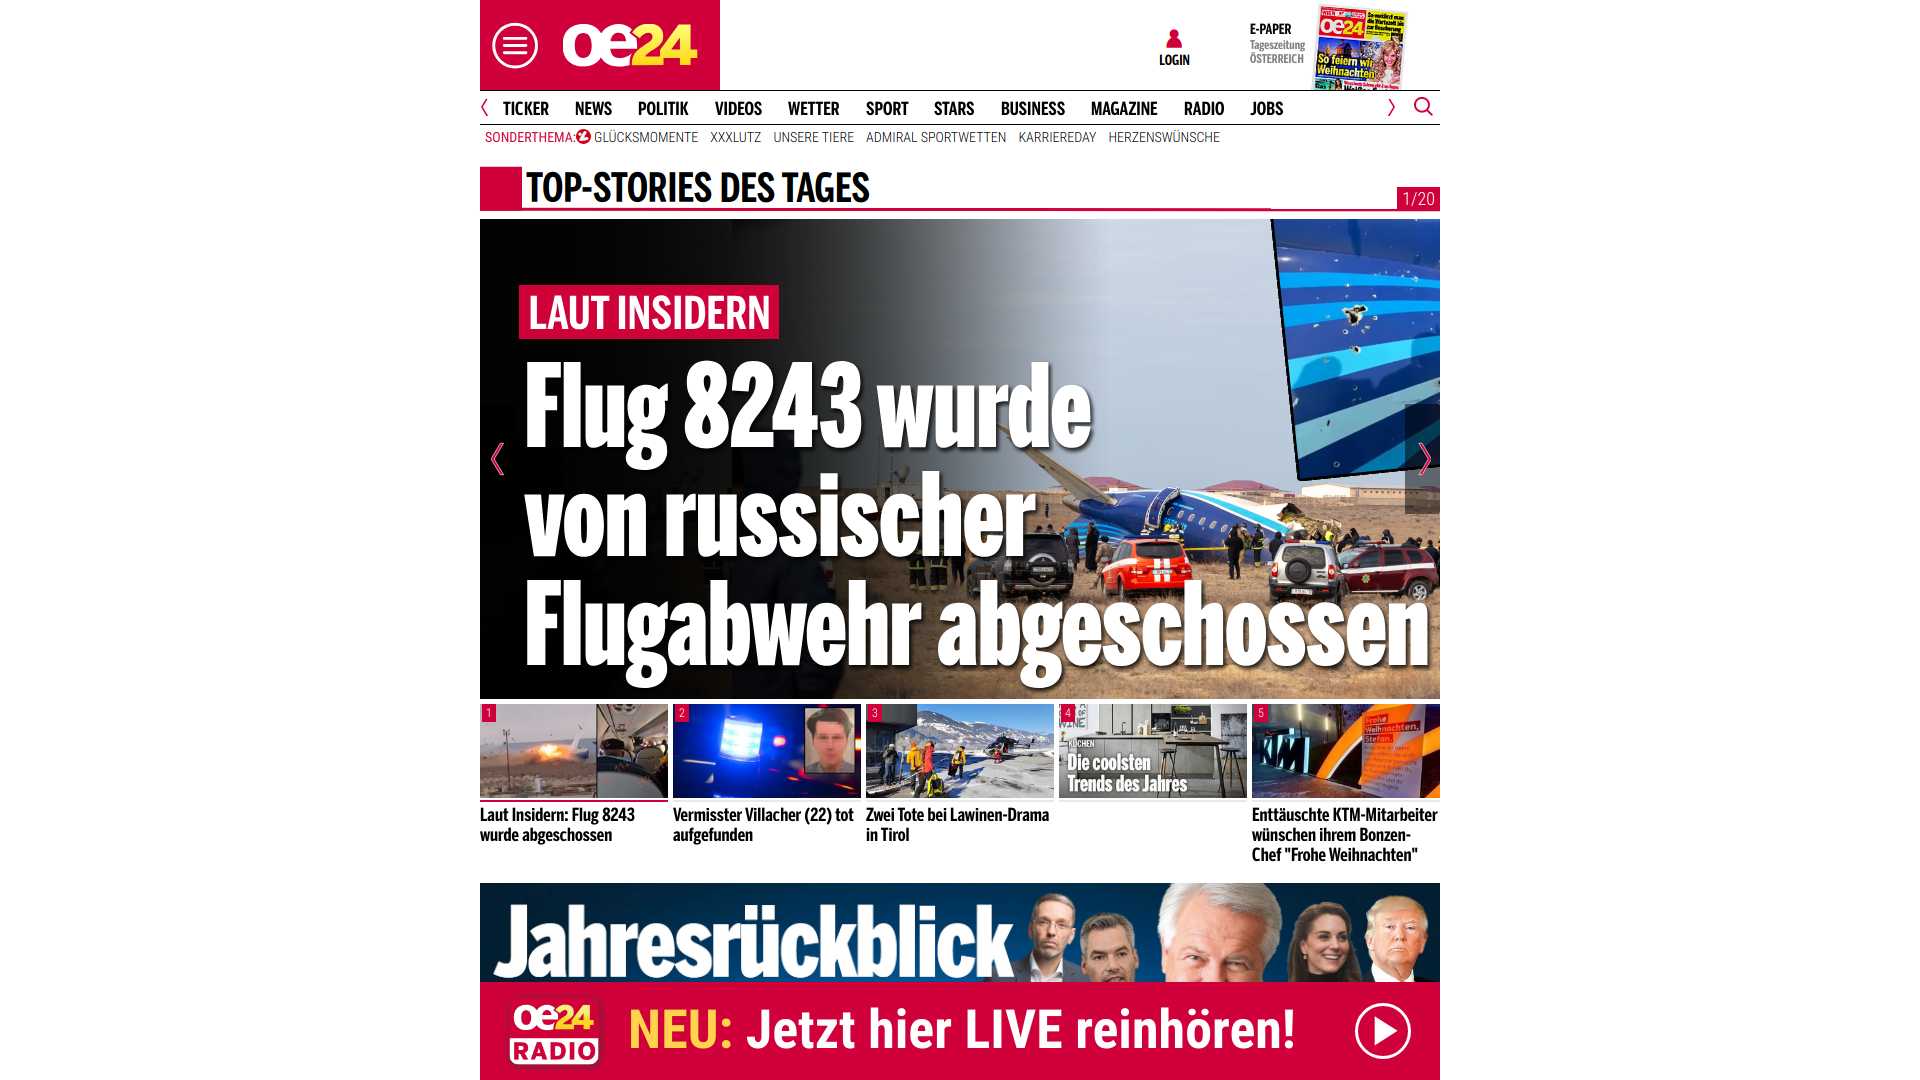 oe24
LOGIN
E-PAPER
Tageszeitung
ÖSTERREICH
oe24
So feiern wir
Weihnachten
TICKER NEWS POLITIK VIDEOS WETTER SPORT STARS BUSINESS MAGAZINE RADIO JOBS
SONDERTHEMA: GLÜCKSMOMENTE XXXLUTZ UNSERE TIERE ADMIRAL SPORTWETTEN KARRIEREDAY HERZENSWÜNSCHE
TOP-STORIES DES TAGES
1/20
LAUT INSIDERN
Flug 8243 wurde
von russischer
Flugabwehr abgeschossen
1
2
3
4
5
KÜCHEN
Die coolsten
Trends des Jahres
Frohe
Weihnachten,
Stefan.
Laut Insidern: Flug 8243
wurde abgeschossen
Vermisster Villacher (22) tot
aufgefunden
Zwei Tote bei Lawinen-Drama
in Tirol
Enttäuschte KTM-Mitarbeiter
wünschen ihrem Bonzen-
Chef "Frohe Weihnachten"
Jahresrückblick
oe24
RADIO
NEU: Jetzt hier LIVE reinhören!